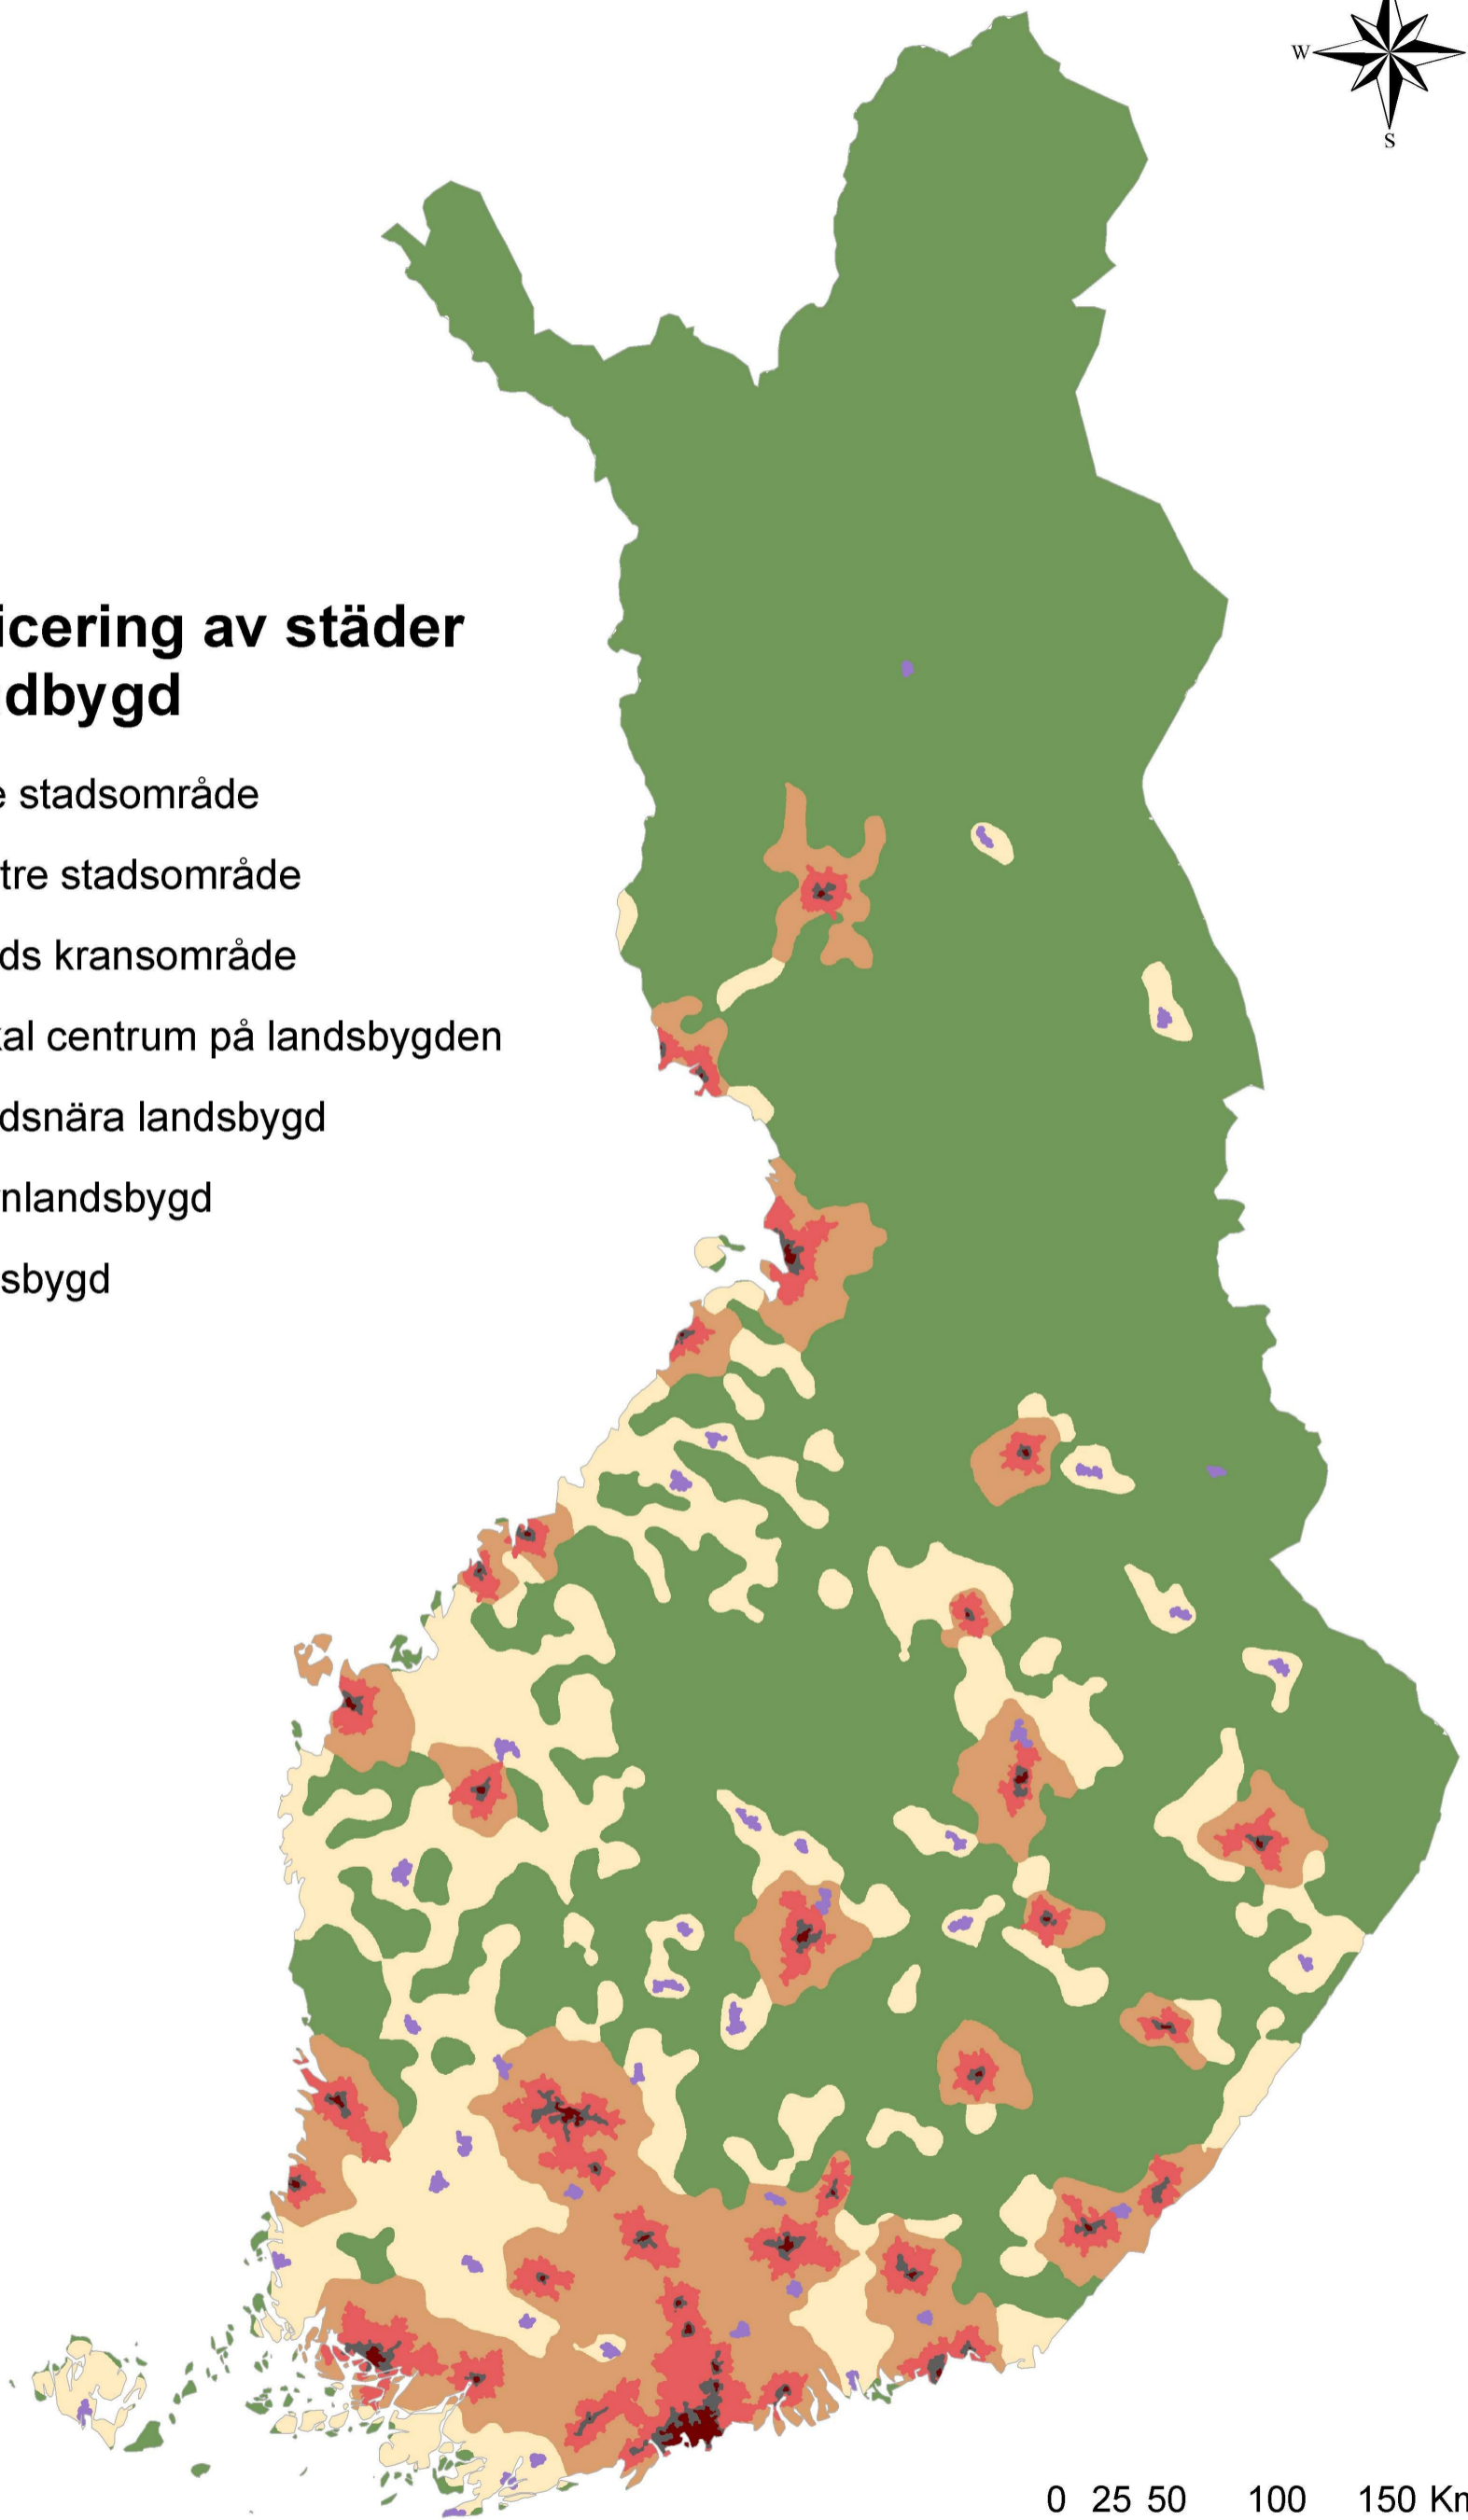 W
S
icering av städer
dbygd
e stadsområde
tre stadsområde
ds kransområde
kal centrum på landsbygden
dsnära landsbygd
nlandsbygd
sbygd
0 25 50 100 150 Km